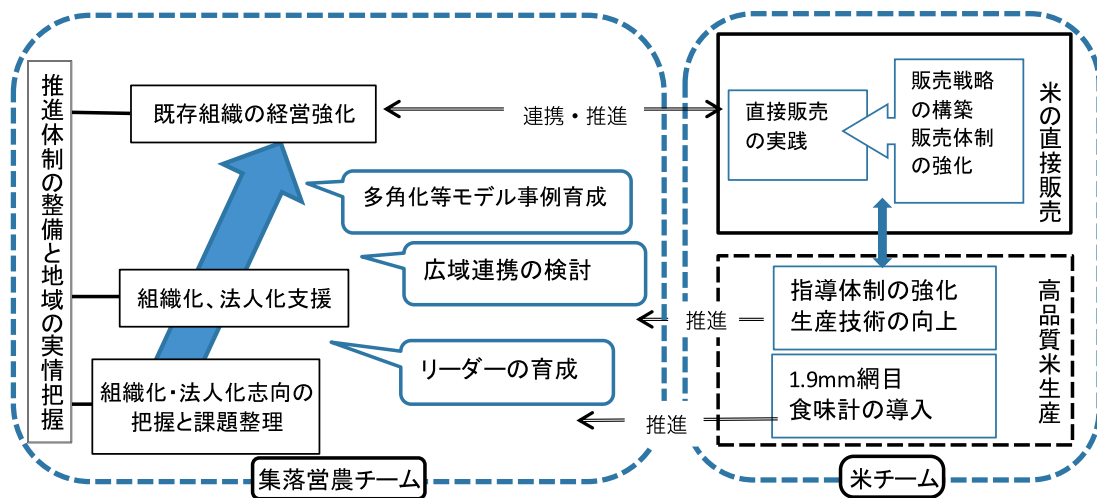 推進体制の整備と地域の実情把握
既存組織の経営強化
多角化等モデル事例育成
広域連携の検討
組織化、法人化支援
リーダーの育成
組織化・法人化志向の
把握と課題整理
集落営農チーム
連携・推進
推進
推進
直接販売
の実践
販売戦略
の構築
販売体制
の強化
米の直接販売
指導体制の強化
生産技術の向上
1.9mm網目
食味計の導入
高品質米生産
米チーム